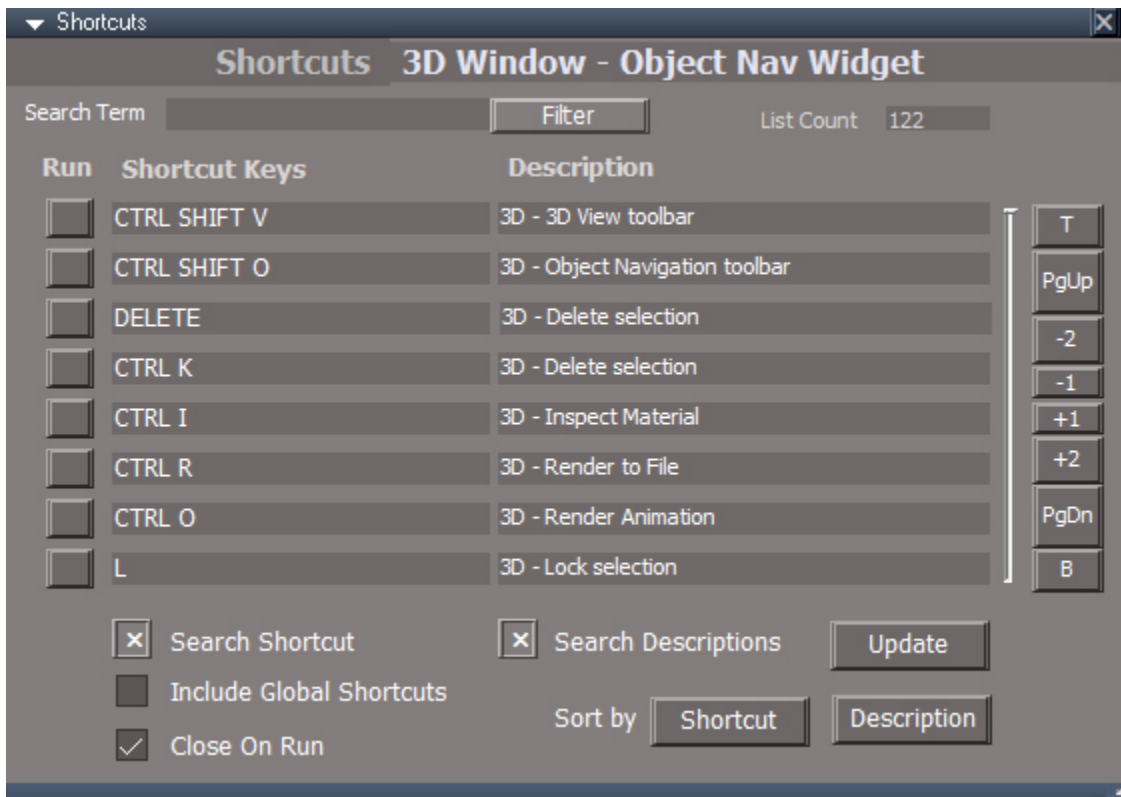 Shortcuts
Shortcuts 3D Window - Object Nav Widget
Search Term Filter List Count 122
Run Shortcut Keys Description
CTRL SHIFT V 3D - 3D View toolbar T
CTRL SHIFT O 3D - Object Navigation toolbar PgUp
DELETE 3D - Delete selection -2
CTRL K 3D - Delete selection -1
CTRL I 3D - Inspect Material +1
CTRL R 3D - Render to File +2
CTRL O 3D - Render Animation PgDn
L 3D - Lock selection B
Search Shortcut Search Descriptions Update
Include Global Shortcuts
Sort by Shortcut Description
Close On Run